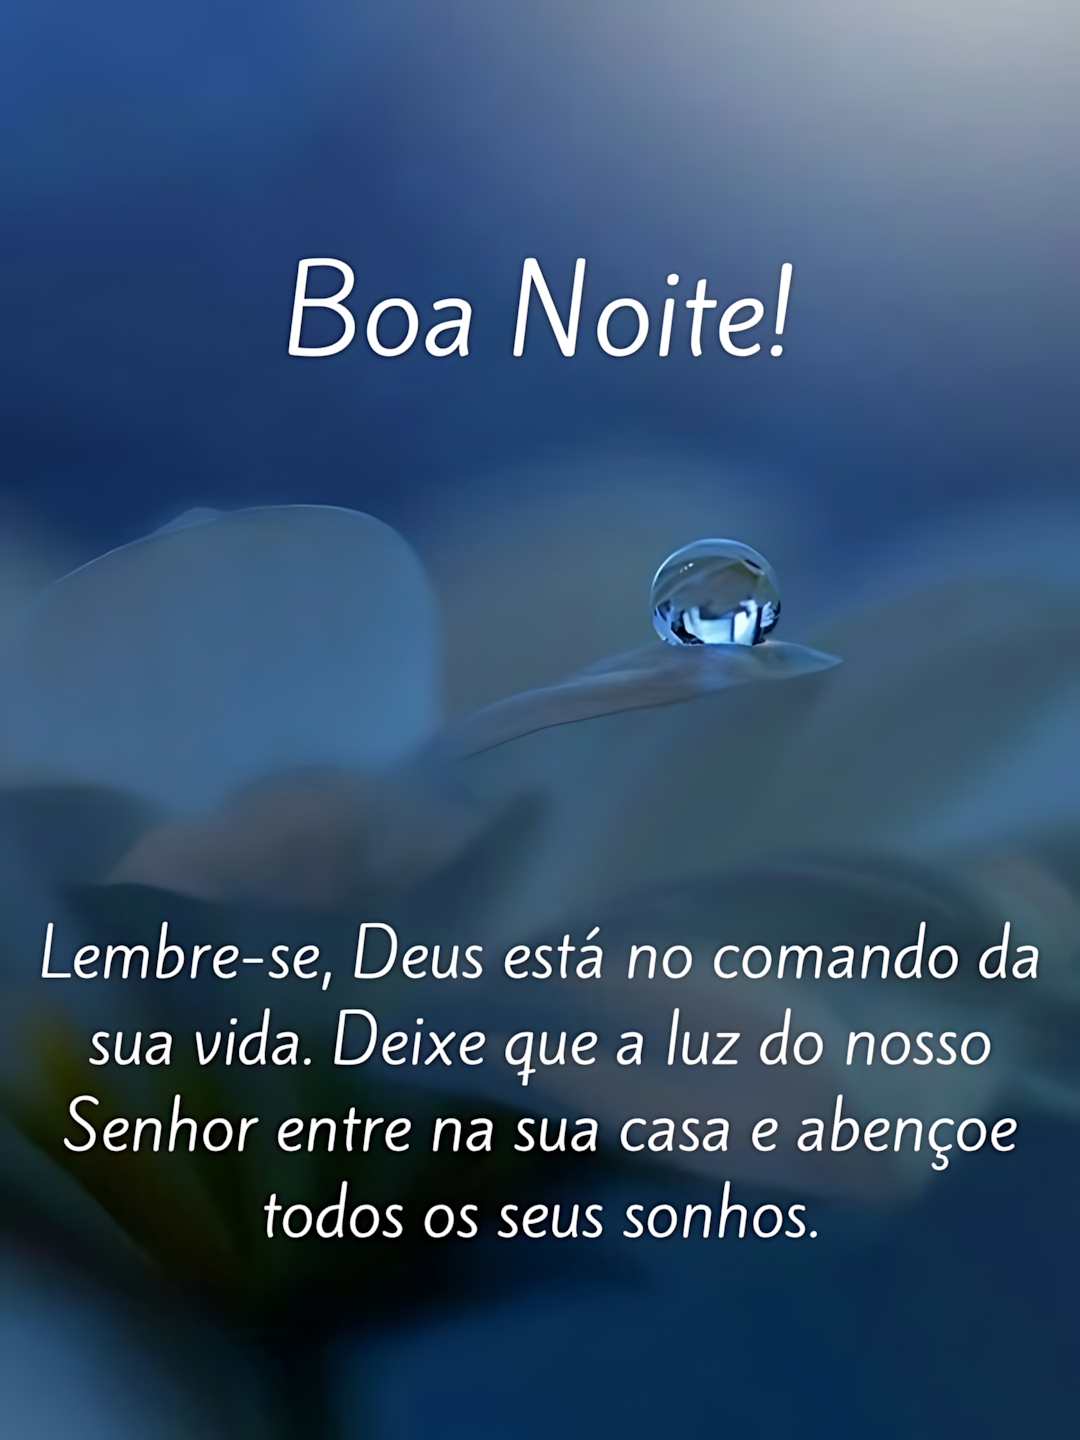 Boa Noite!
Lembre-se, Deus está no comando da
sua vida. Deixe que a luz do nosso
Senhor entre na sua casa e abençoe
todos os seus sonhos.